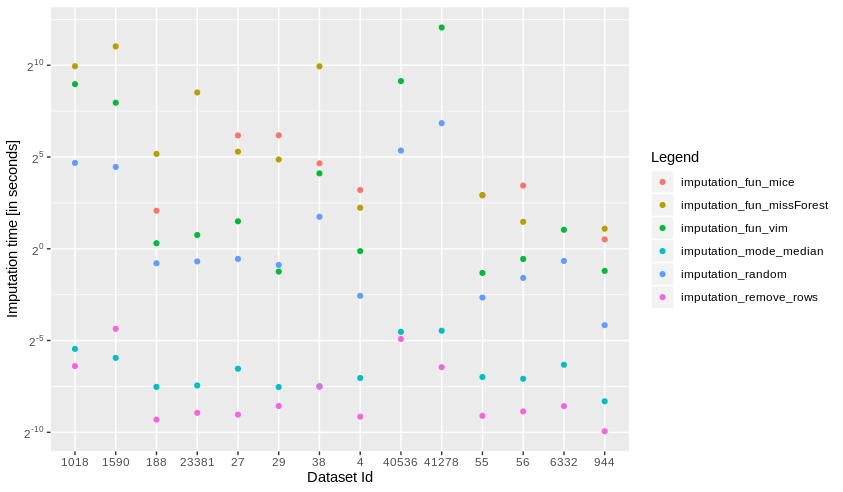 Imputation time [in seconds]
2^10
2^5
2^0
2^-5
2^-10
1018 1590 188 23381 27 29 38 4 40536 41278 55 56 6332 944
Dataset Id
Legend
imputation_fun_mice
imputation_fun_missForest
imputation_fun_vim
imputation_mode_median
imputation_random
imputation_remove_rows